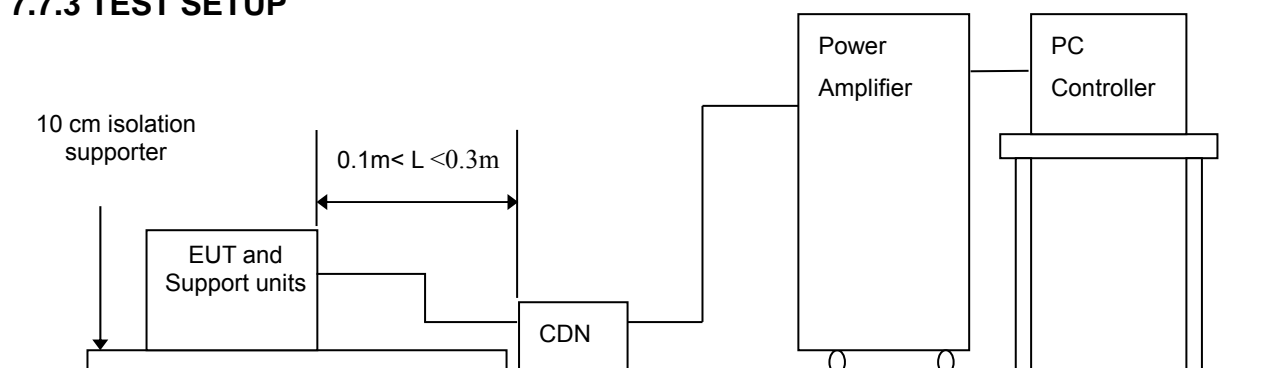 7.7.3 TEST SETUP
Power
Amplifier
PC
Controller
10 cm isolation
supporter
0.1m< L <0.3m
EUT and
Support units
CDN